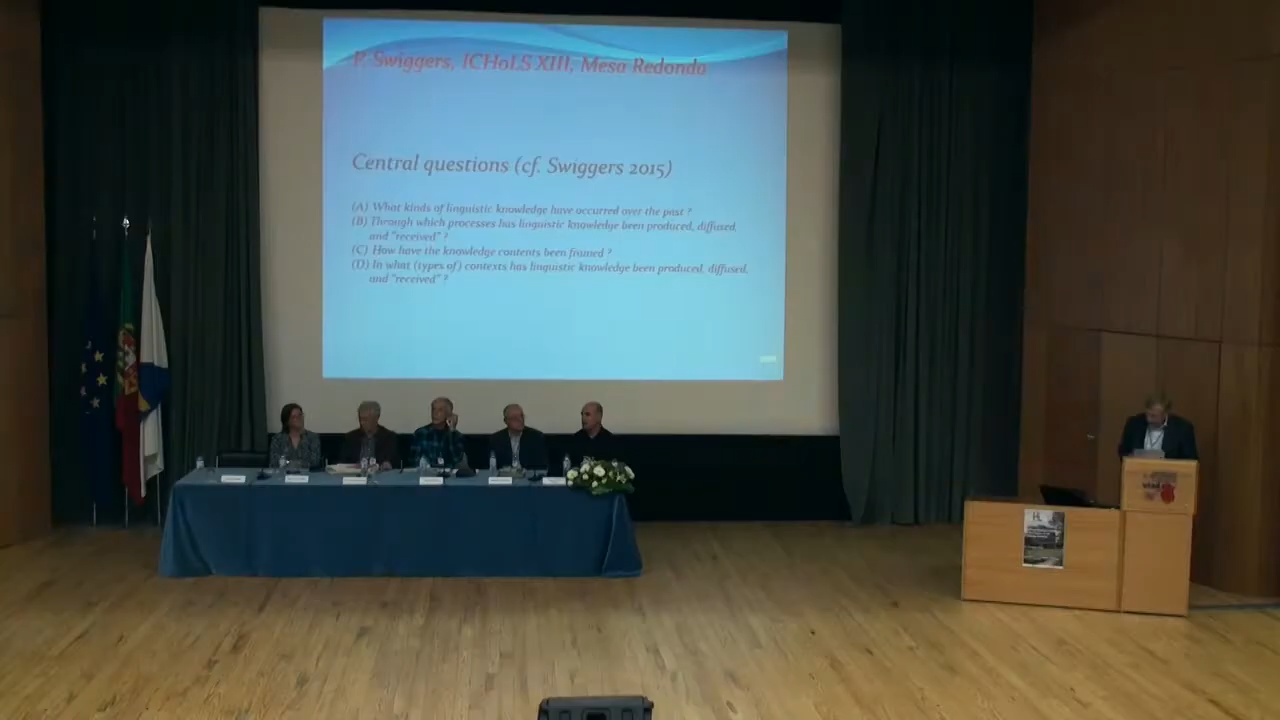 P. Swiggers, ICHoLS XIII, Mesa Redonda
Central questions (cf. Swiggers 2015)
(A) What kinds of linguistic knowledge have occurred over the past ?
(B) Through which processes has linguistic knowledge been produced, diffused,
and "received" ?
(C) How have the knowledge contents been framed ?
(D) In what (types of) contexts has linguistic knowledge been produced, diffused,
and "received" ?
utad